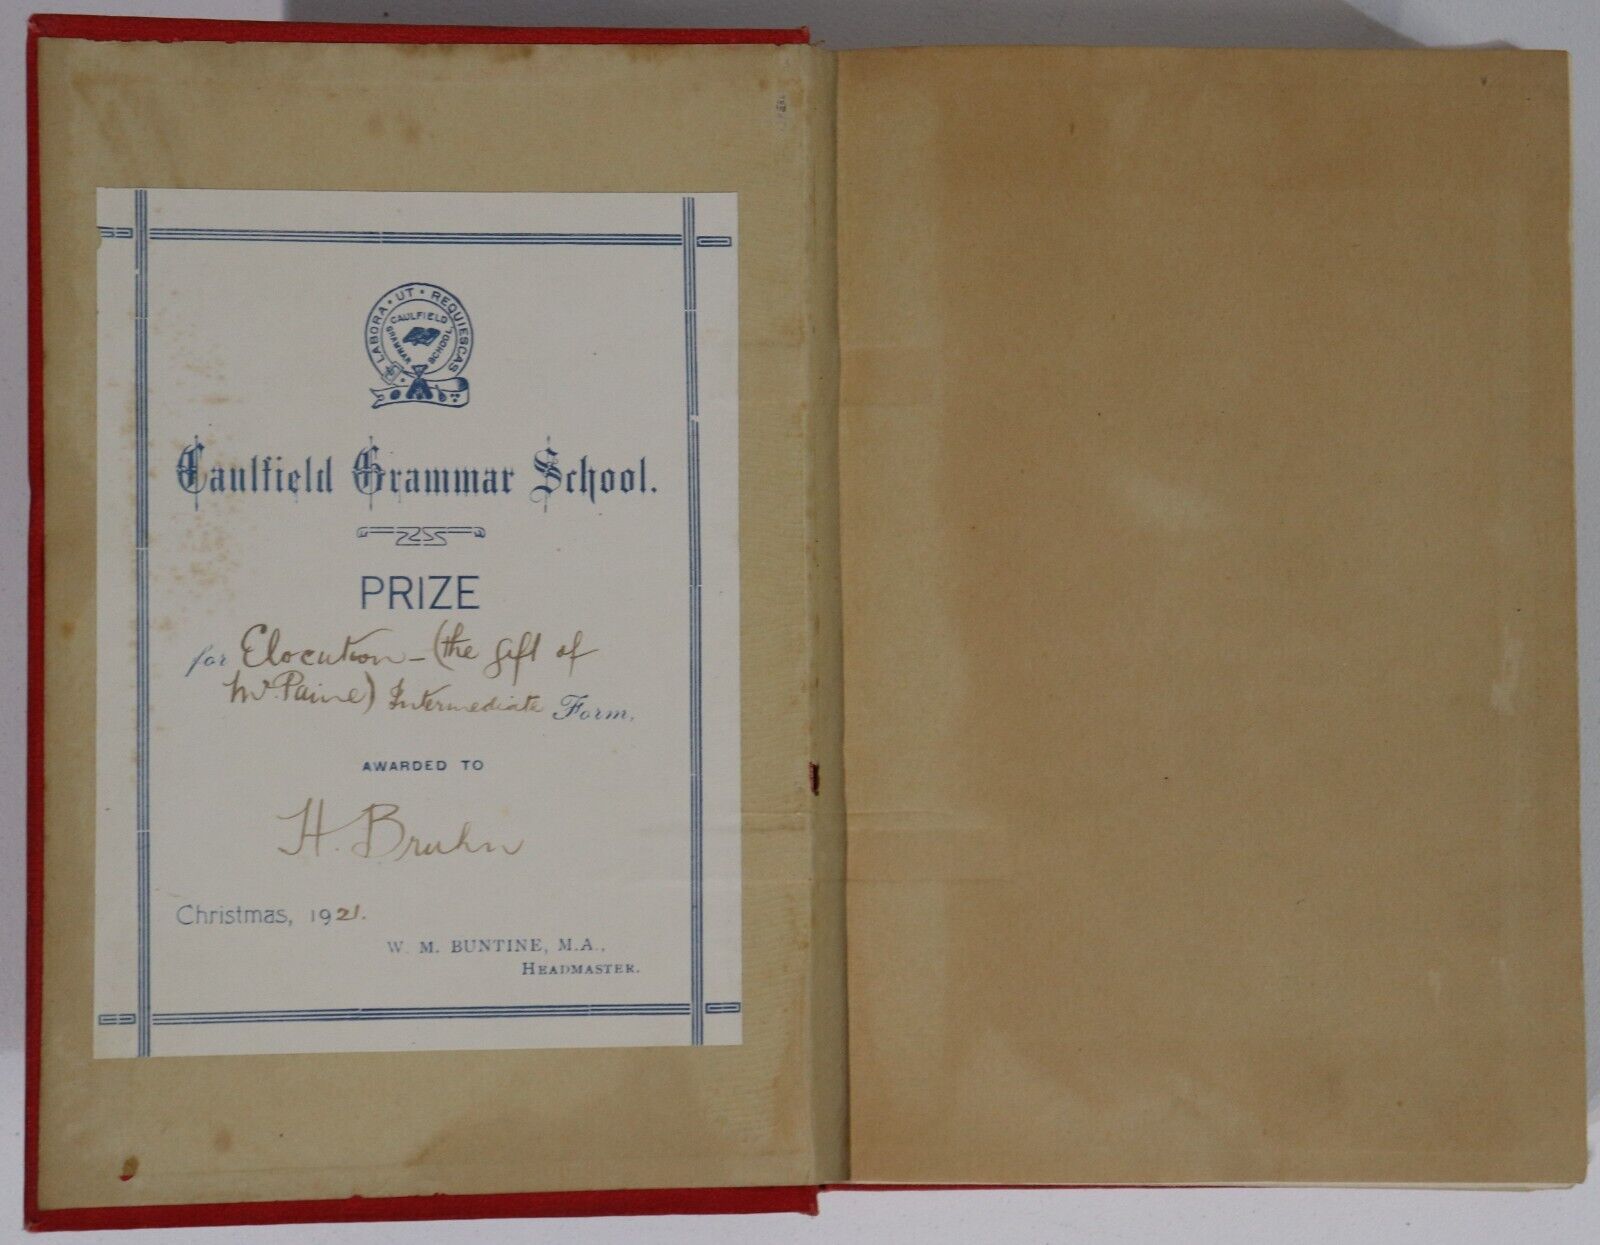 LABORA • UT • REQUIESCAS
CAULFIELD
GRAMMAR SCHOOL
Caulfield Grammar School.
PRIZE
for Elocution – (the gift of
Mr. Paine) Intermediate Form,
AWARDED TO
H. Bruhn
Christmas, 1921.
W. M. BUNTINE, M.A.,
HEADMASTER.